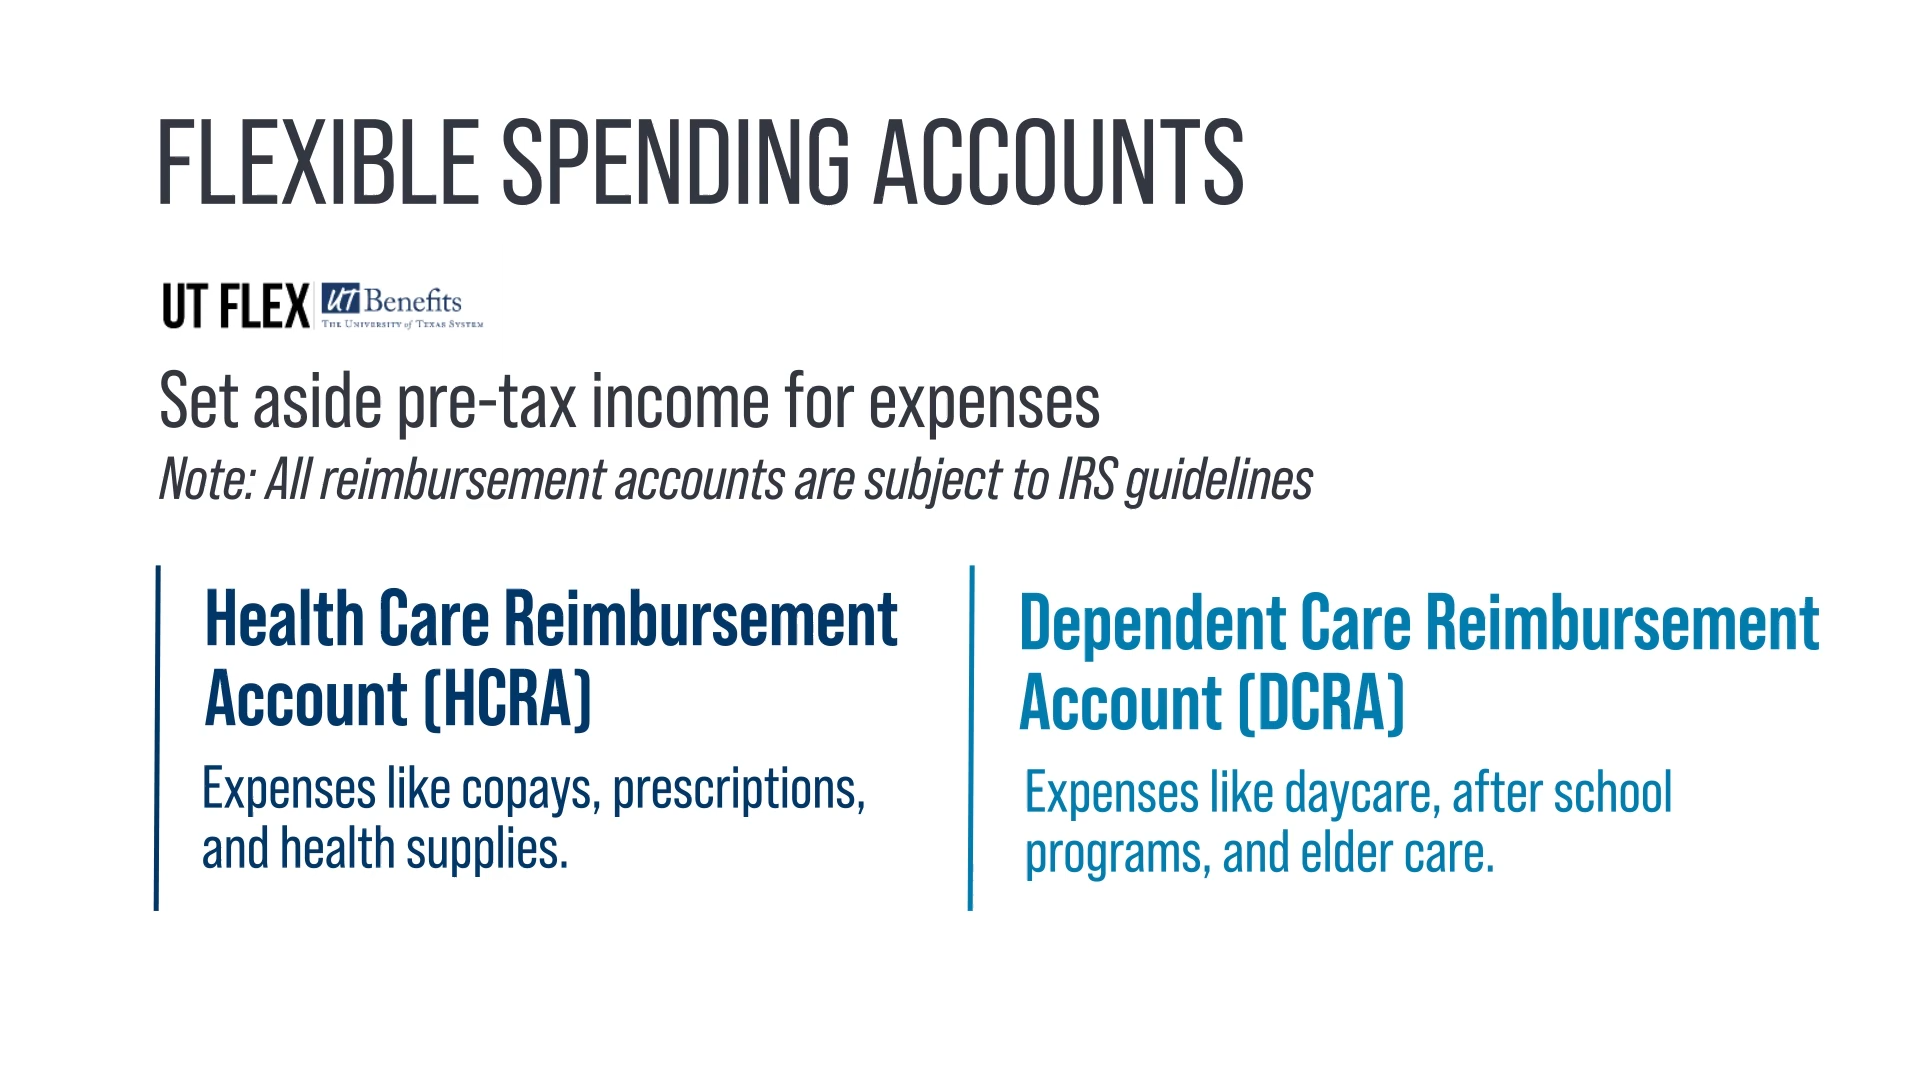 FLEXIBLE SPENDING ACCOUNTS
UT FLEX UT Benefits
THE UNIVERSITY of TEXAS SYSTEM
Set aside pre-tax income for expenses
Note: All reimbursement accounts are subject to IRS guidelines
Health Care Reimbursement
Account (HCRA)
Expenses like copays, prescriptions,
and health supplies.
Dependent Care Reimbursement
Account (DCRA)
Expenses like daycare, after school
programs, and elder care.